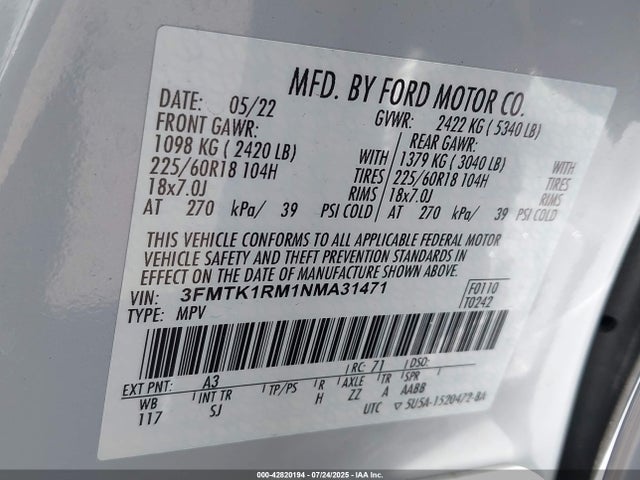 MFD. BY FORD MOTOR CO.
DATE: 05/22 GVWR: 2422 KG ( 5340 LB)
FRONT GAWR: REAR GAWR:
1098 KG ( 2420 LB) WITH 1379 KG ( 3040 LB) WITH
225/60R18 104H TIRES 225/60R18 104H TIRES
18x7.0J RIMS 18x7.0J RIMS
AT 270 kPa/ 39 PSI COLD AT 270 kPa/ 39 PSI COLD
THIS VEHICLE CONFORMS TO ALL APPLICABLE FEDERAL MOTOR
VEHICLE SAFETY AND THEFT PREVENTION STANDARDS IN
EFFECT ON THE DATE OF MANUFACTURE SHOWN ABOVE.
VIN: 3FMTK1RM1NMA31471 F0110
TYPE: MPV T0242
EXT PNT: A3 RC: 71 DSO:
WB INT TR TP/PS R AXLE TR SPR
117 SJ H ZZ A AABB
UTC ▽ 5U5A-1520472-BA
000-42820194 - 07/24/2025 - IAAI.com